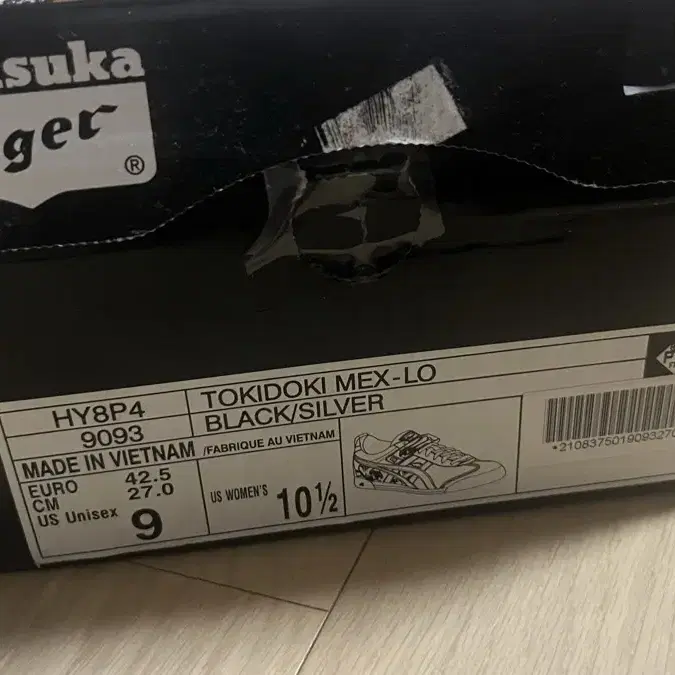 suka
ger
®
HY8P4
9093
TOKIDOKI MEX-LO
BLACK/SILVER
MADE IN VIETNAM /FABRIQUE AU VIETNAM
EURO 42.5
CM 27.0
US Unisex 9
US WOMEN'S 10½